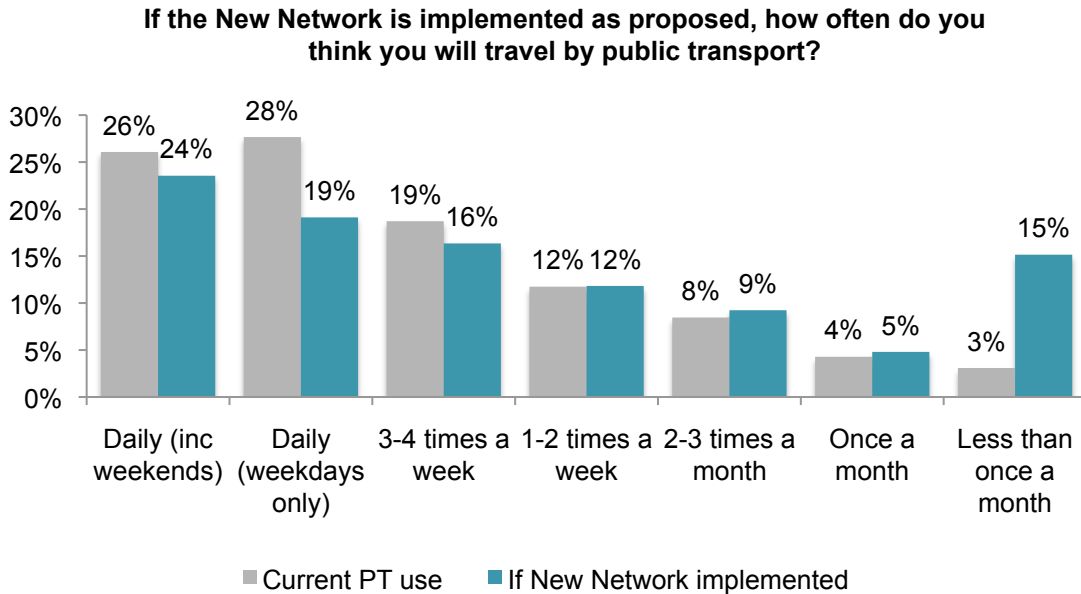 If the New Network is implemented as proposed, how often do you
think you will travel by public transport?
30%
25%
20%
15%
10%
5%
0%
26%
24%
28%
19%
19%
16%
12%
12%
8%
9%
4%
5%
3%
15%
Daily (inc
weekends)
Daily
(weekdays
only)
3-4 times a
week
1-2 times a
week
2-3 times a
month
Once a
month
Less than
once a
month
Current PT use
If New Network implemented